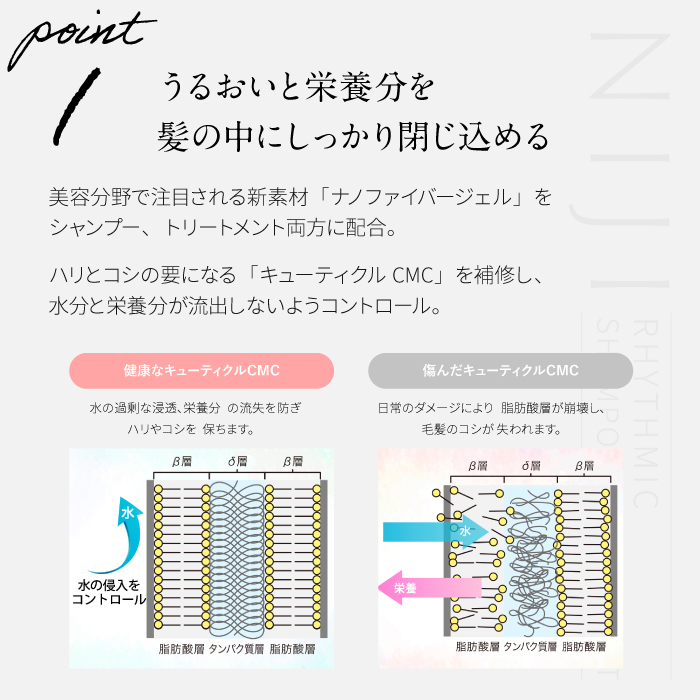 point
1
うるおいと栄養分を
髪の中にしっかり閉じ込める
美容分野で注目される新素材「ナノファイバージェル」を
シャンプー、トリートメント両方に配合。
ハリとコシの要になる「キューティクル CMC」を補修し、
水分と栄養分が流出しないようコントロール。
NIJI
RHYTHMIC
健康なキューティクルCMC
水の過剰な浸透、栄養分 の流失を防ぎ
ハリやコシを 保ちます。
β層 δ層 β層
水
水の侵入を
コントロール
脂肪酸層 タンパク質層 脂肪酸層
傷んだキューティクルCMC
日常のダメージにより 脂肪酸層が崩壊し、
毛髪のコシが失われます。
β層 δ層 β層
水
栄養
脂肪酸層 タンパク質層 脂肪酸層